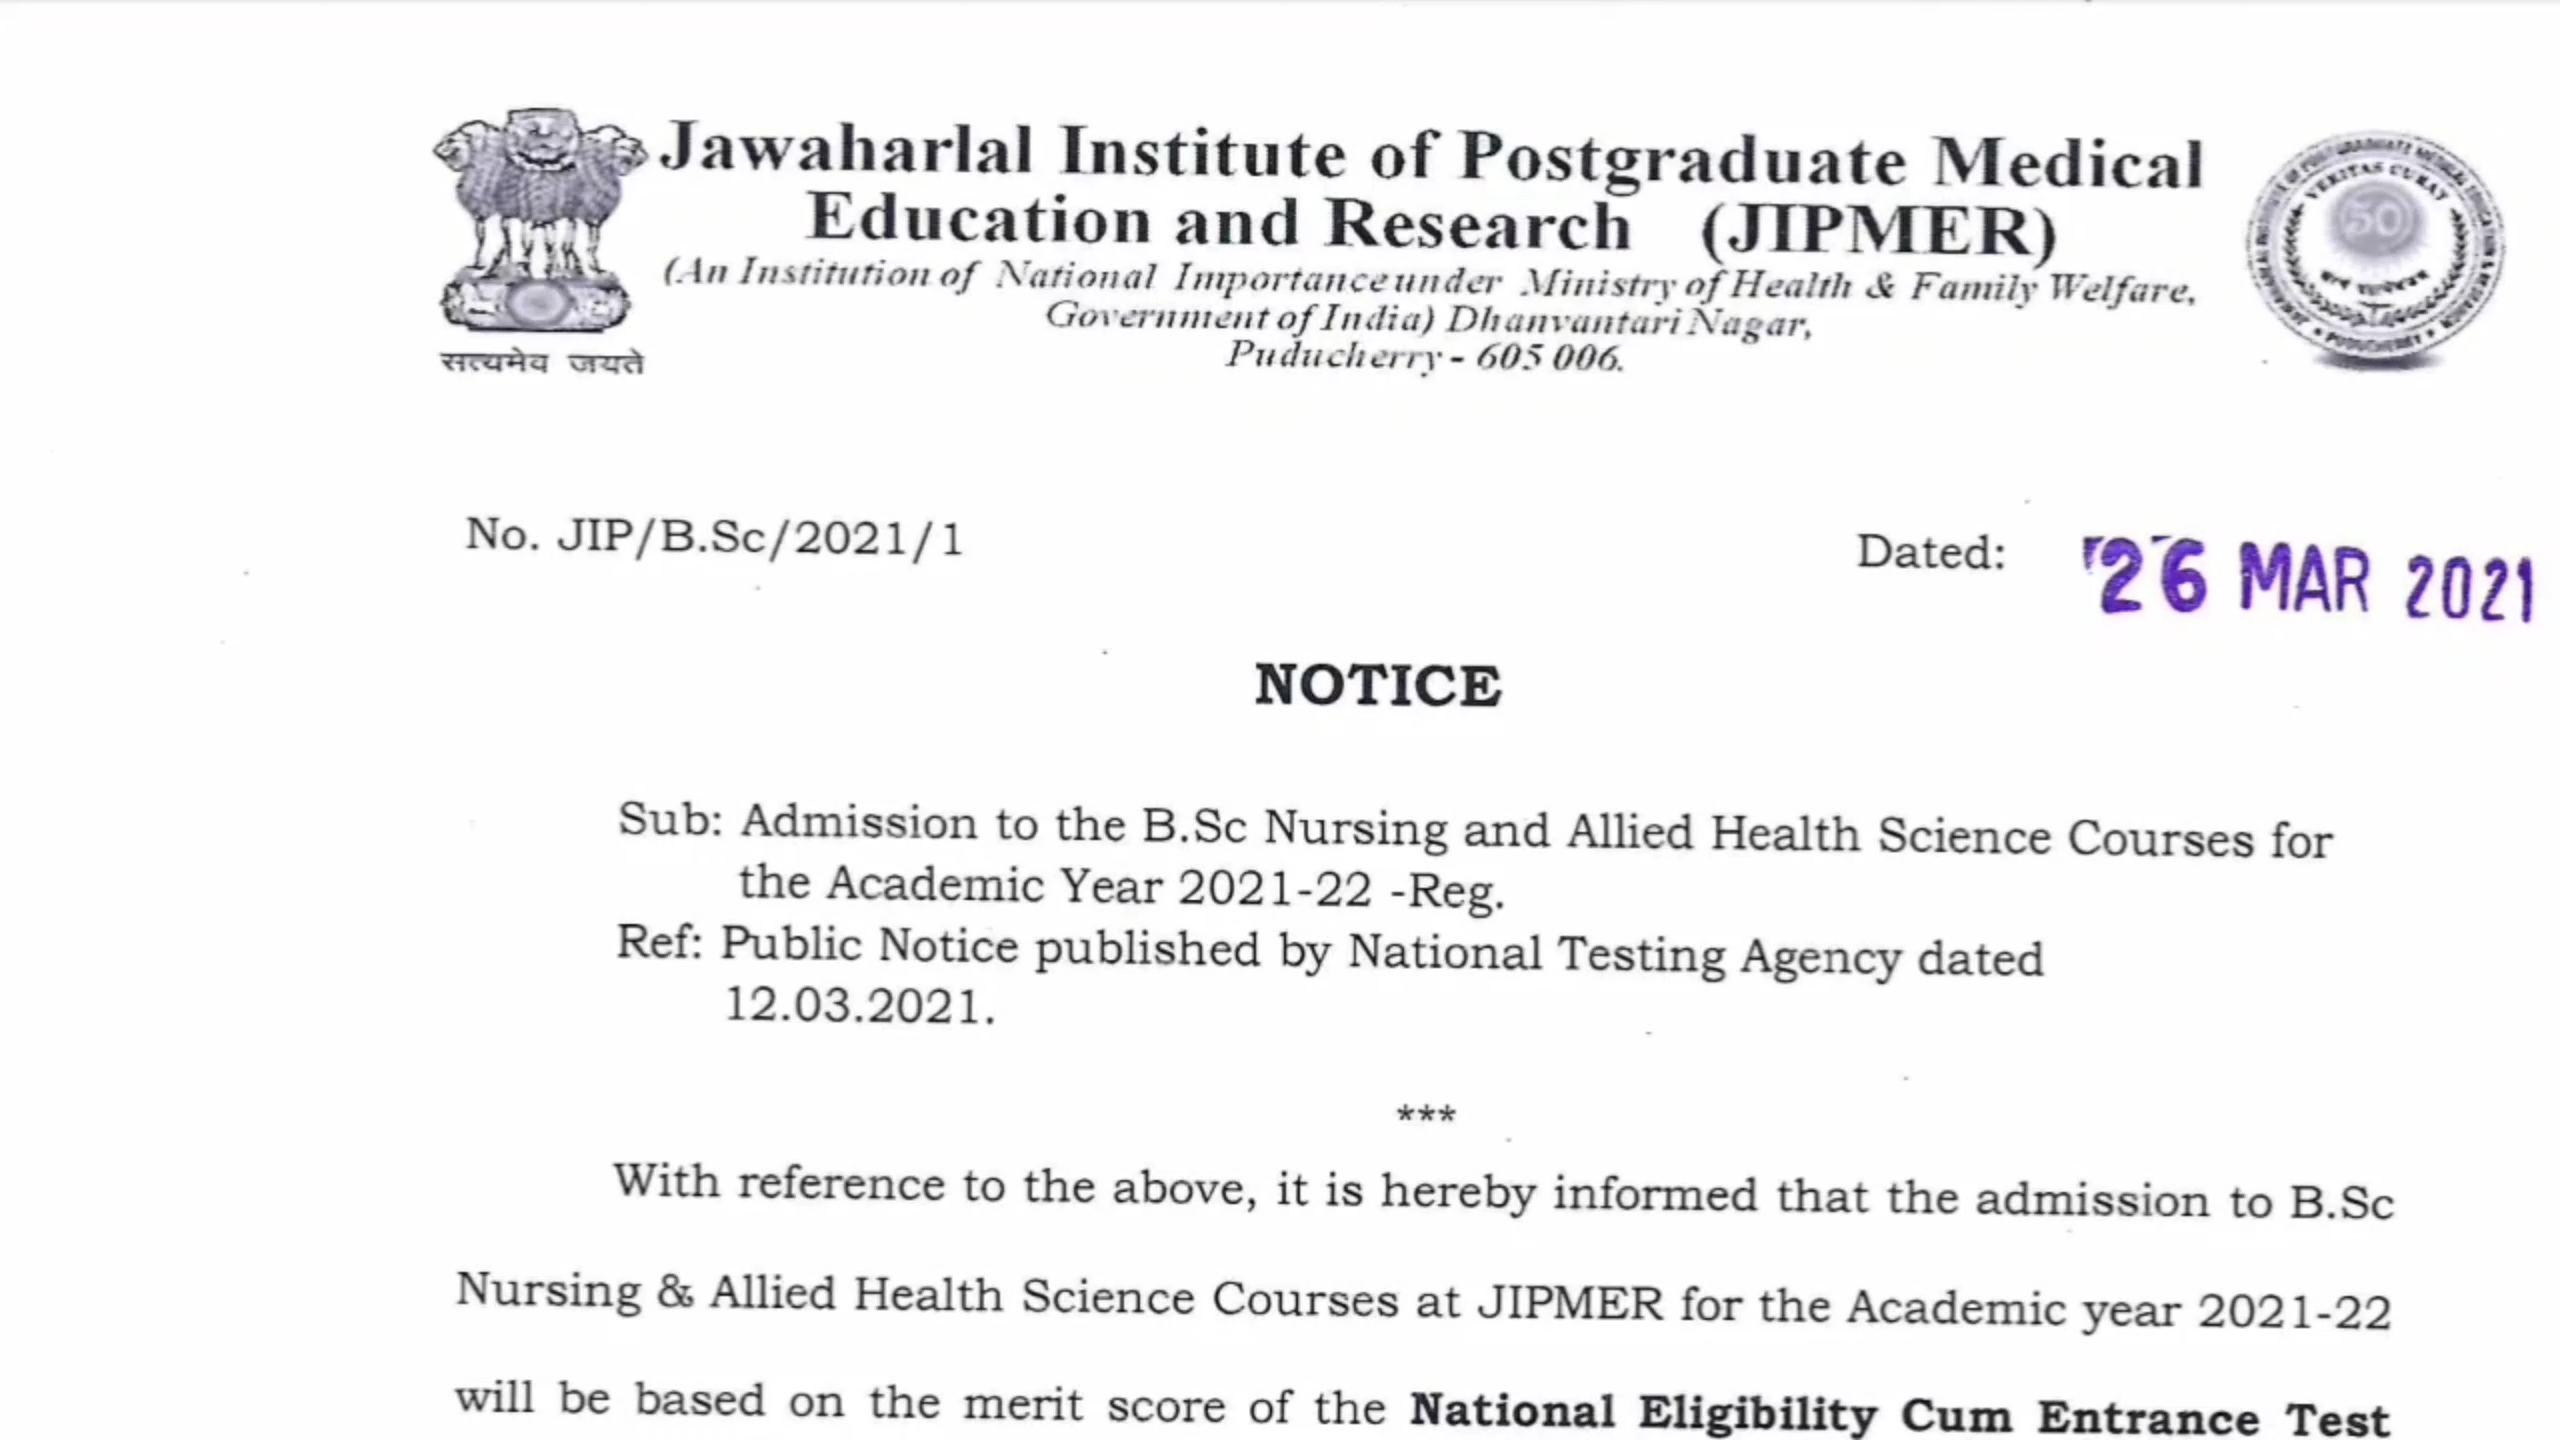 Jawaharlal Institute of Postgraduate Medical
Education and Research (JIPMER)
(An Institution of National Importance under Ministry of Health & Family Welfare,
Government of India) Dhanvantari Nagar,
Puducherry - 605 006.
सत्यमेव जयते
VERITAS CURAT
50
PUDUCHERRY
No. JIP/B.Sc/2021/1
Dated: 26 MAR 2021
NOTICE
Sub: Admission to the B.Sc Nursing and Allied Health Science Courses for
the Academic Year 2021-22 -Reg.
Ref: Public Notice published by National Testing Agency dated
12.03.2021.
***
With reference to the above, it is hereby informed that the admission to B.Sc
Nursing & Allied Health Science Courses at JIPMER for the Academic year 2021-22
will be based on the merit score of the National Eligibility Cum Entrance Test